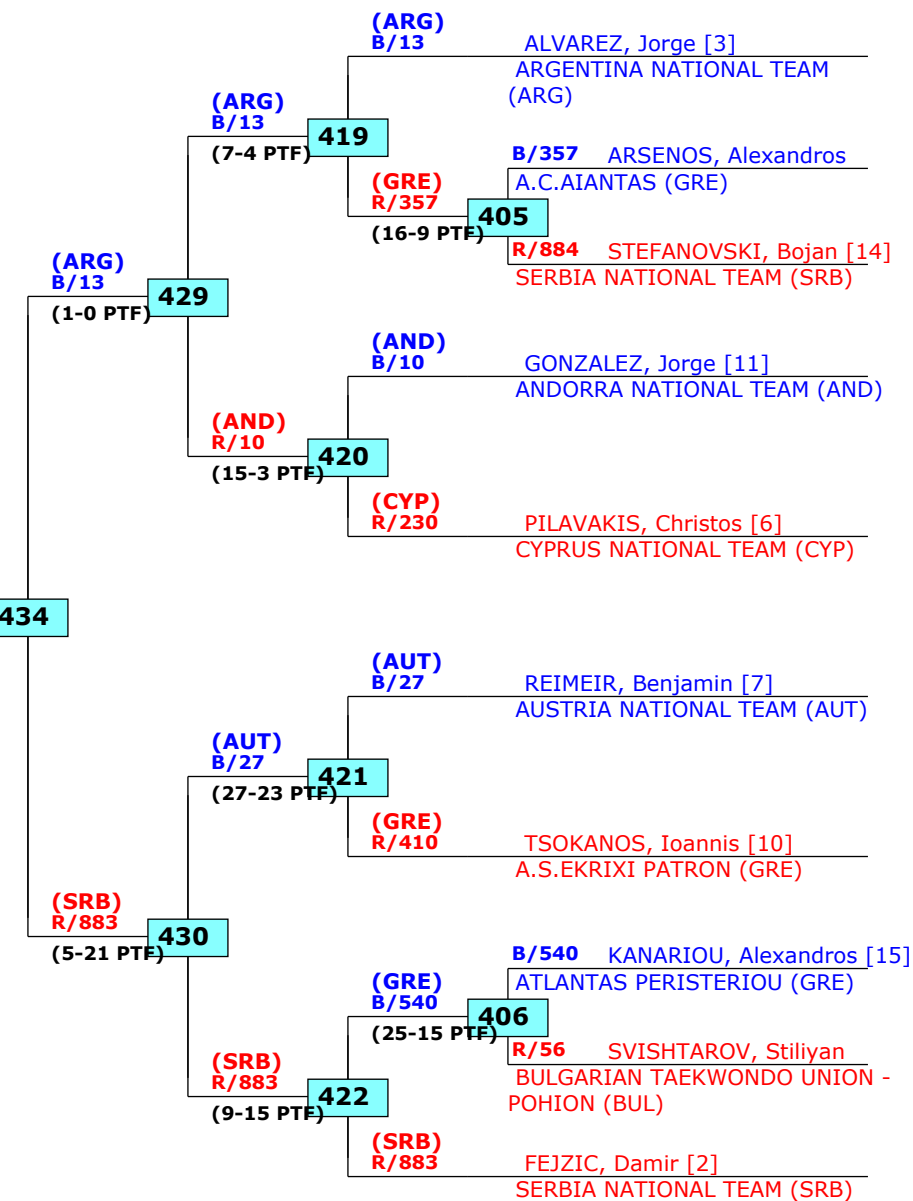 (ARG)
B/13
ALVAREZ, Jorge [3]
ARGENTINA NATIONAL TEAM
(ARG)
(ARG)
B/13
419
(7-4 PTF)
B/357
ARSENOS, Alexandros
A.C.AIANTAS (GRE)
(GRE)
R/357
405
(16-9 PTF)
R/884
STEFANOVSKI, Bojan [14]
SERBIA NATIONAL TEAM (SRB)
(ARG)
B/13
429
(1-0 PTF)
(AND)
B/10
GONZALEZ, Jorge [11]
ANDORRA NATIONAL TEAM (AND)
(AND)
R/10
420
(15-3 PTF)
(CYP)
R/230
PILAVAKIS, Christos [6]
CYPRUS NATIONAL TEAM (CYP)
434
(AUT)
B/27
REIMEIR, Benjamin [7]
AUSTRIA NATIONAL TEAM (AUT)
(AUT)
B/27
421
(27-23 PTF)
(GRE)
R/410
TSOKANOS, Ioannis [10]
A.S.EKRIXI PATRON (GRE)
(SRB)
R/883
430
(5-21 PTF)
B/540
KANARIOU, Alexandros [15]
ATLANTAS PERISTERIOU (GRE)
(GRE)
B/540
406
(25-15 PTF)
R/56
SVISHTAROV, Stiliyan
BULGARIAN TAEKWONDO UNION -
POHION (BUL)
(SRB)
R/883
422
(9-15 PTF)
(SRB)
R/883
FEJZIC, Damir [2]
SERBIA NATIONAL TEAM (SRB)